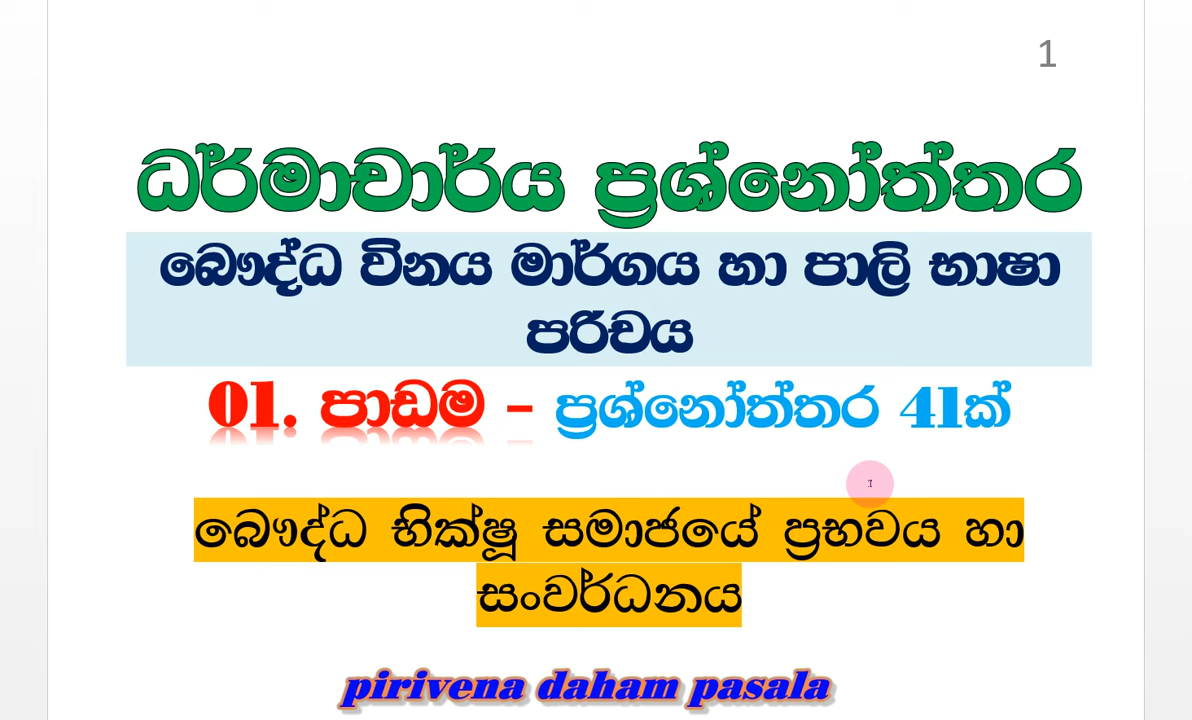 1
ධර්මාචාර්ය ප්‍රශ්නෝත්තර
බෞද්ධ විනය මාර්ගය හා පාලි භාෂා
පරිචය
01. පාඩම – ප්‍රශ්නෝත්තර 41ක්
බෞද්ධ භික්ෂූ සමාජයේ ප්‍රභවය හා
සංවර්ධනය
pirivena daham pasala